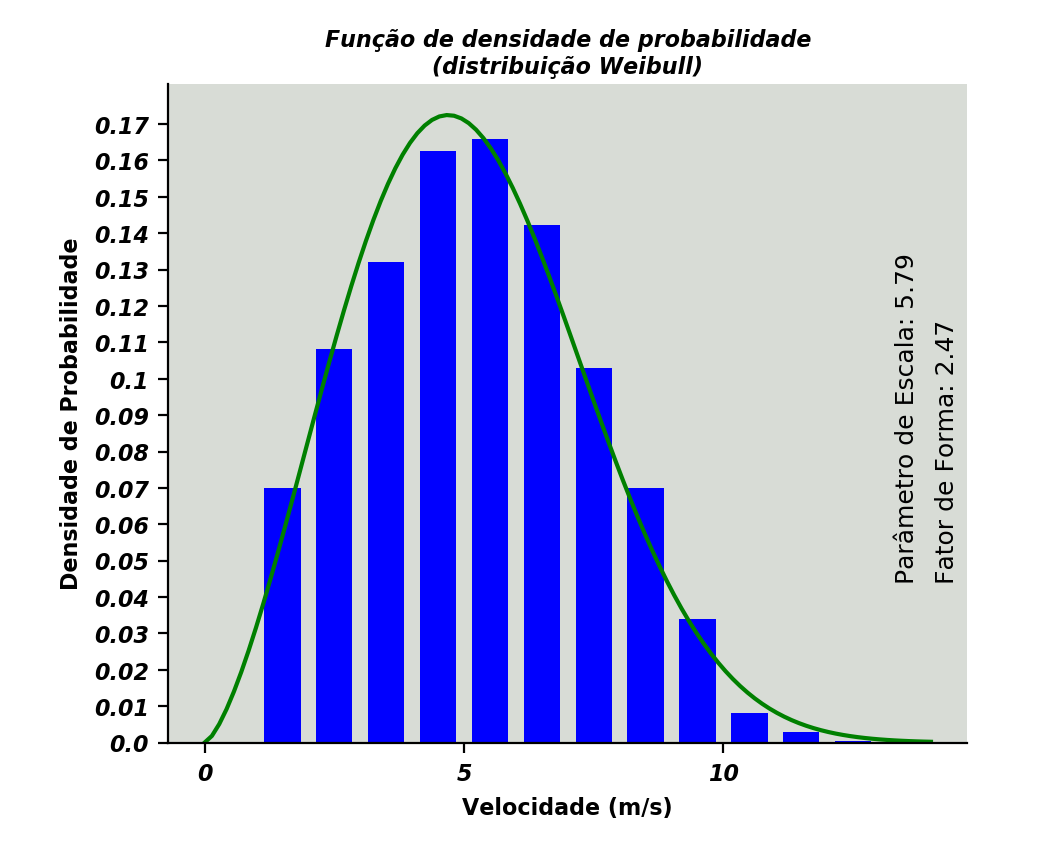 Função de densidade de probabilidade
(distribuição Weibull)
Densidade de Probabilidade
0.17
0.16
0.15
0.14
0.13
0.12
0.11
0.1
0.09
0.08
0.07
0.06
0.05
0.04
0.03
0.02
0.01
0.0
Parâmetro de Escala: 5.79
Fator de Forma: 2.47
0 5 10
Velocidade (m/s)